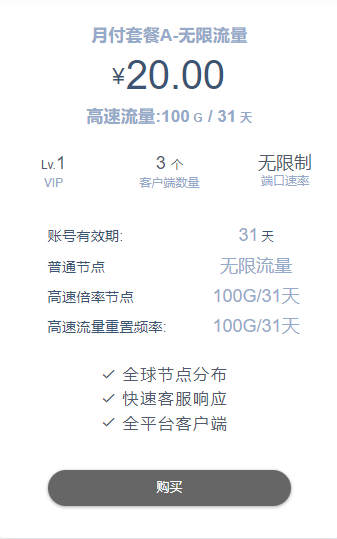 月付套餐A-无限流量
¥20.00
高速流量:100 G / 31 天
Lv.1 3 个 无限制
VIP 客户端数量 端口速率
账号有效期: 31 天
普通节点 无限流量
高速倍率节点 100G/31天
高速流量重置频率: 100G/31天
✓ 全球节点分布
✓ 快速客服响应
✓ 全平台客户端
购买